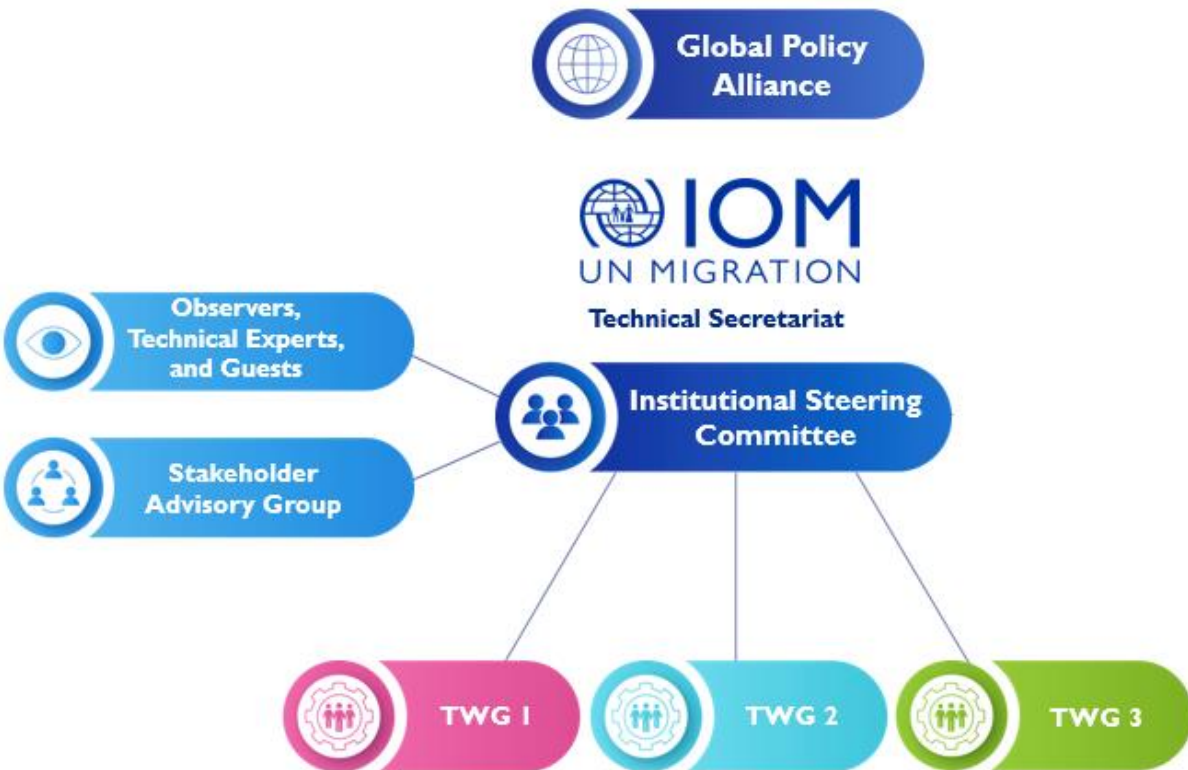 Global Policy
Alliance
IOM
UN MIGRATION
Technical Secretariat
Observers,
Technical Experts,
and Guests
Institutional Steering
Committee
Stakeholder
Advisory Group
TWG 1
TWG 2
TWG 3